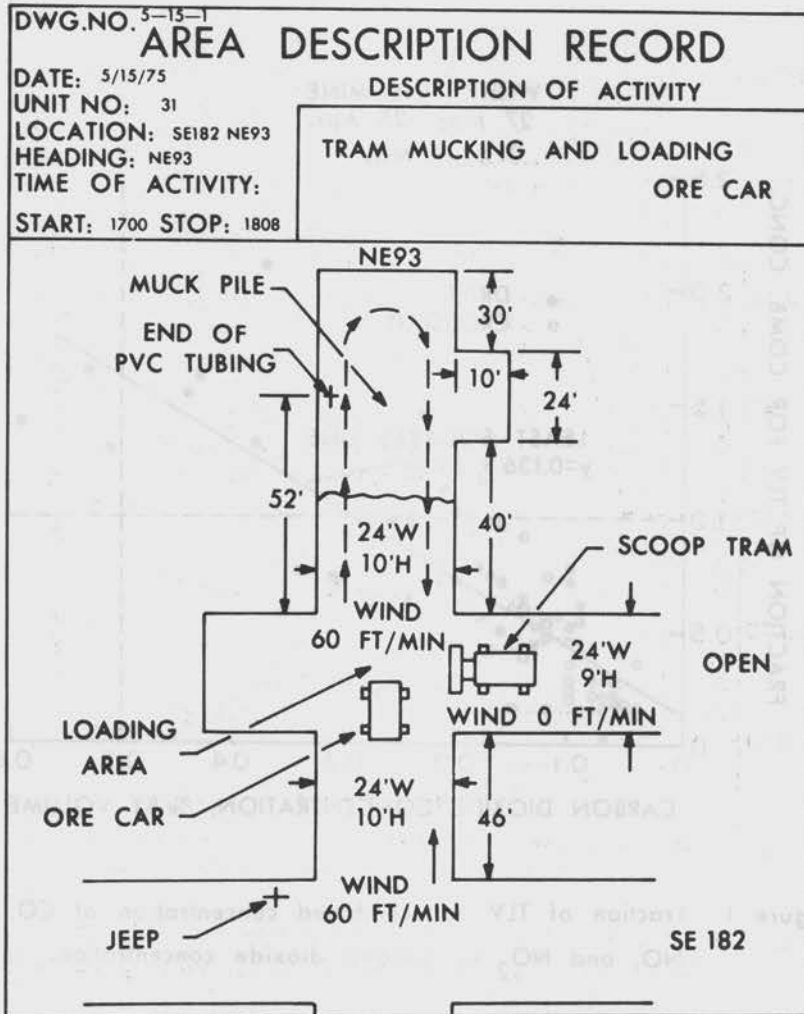 DWG.NO. 5-15-1
AREA DESCRIPTION RECORD
DATE: 5/15/75
UNIT NO: 31
LOCATION: SE182 NE93
HEADING: NE93
TIME OF ACTIVITY:
START: 1700 STOP: 1808
DESCRIPTION OF ACTIVITY
TRAM MUCKING AND LOADING
ORE CAR
NE93
MUCK PILE
30'
END OF
PVC TUBING
10'
24'
52'
40'
24'W
10'H
SCOOP TRAM
WIND
60 FT/MIN
24'W
9'H
OPEN
WIND 0 FT/MIN
LOADING
AREA
ORE CAR
24'W
10'H
46'
WIND
60 FT/MIN
JEEP
SE 182